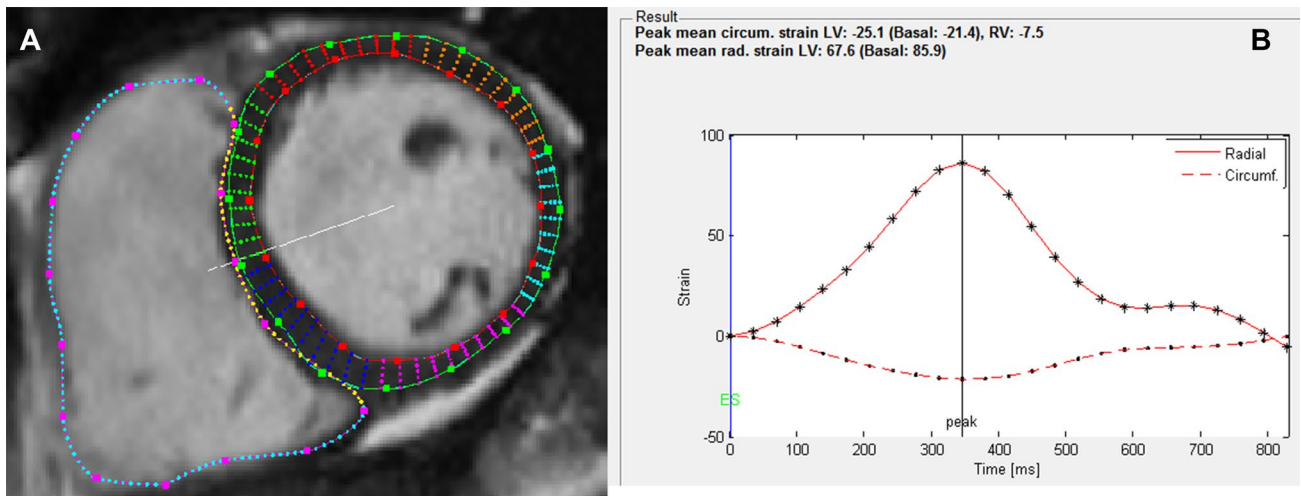 A
Result
Peak mean circum. strain LV: -25.1 (Basal: -21.4), RV: -7.5
Peak mean rad. strain LV: 67.6 (Basal: 85.9)
B
100
50
0
-50
Strain
Radial
Circumf.
ES
peak
0 100 200 300 400 500 600 700 800
Time [ms]